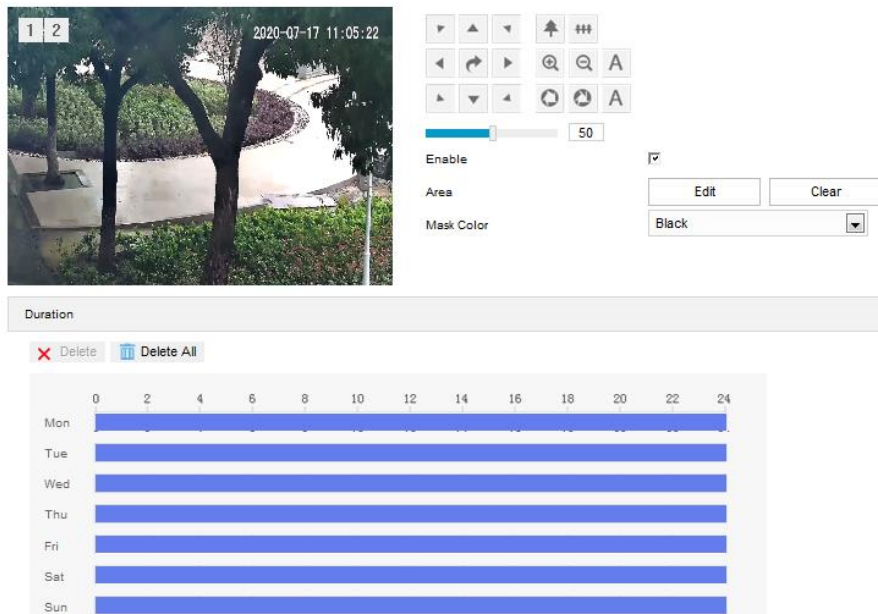 1 2 2020-07-17 11:05:22
A
A
50
Enable
Area Edit Clear
Mask Color Black
Duration
Delete Delete All
0 2 4 6 8 10 12 14 16 18 20 22 24
Mon
Tue
Wed
Thu
Fri
Sat
Sun